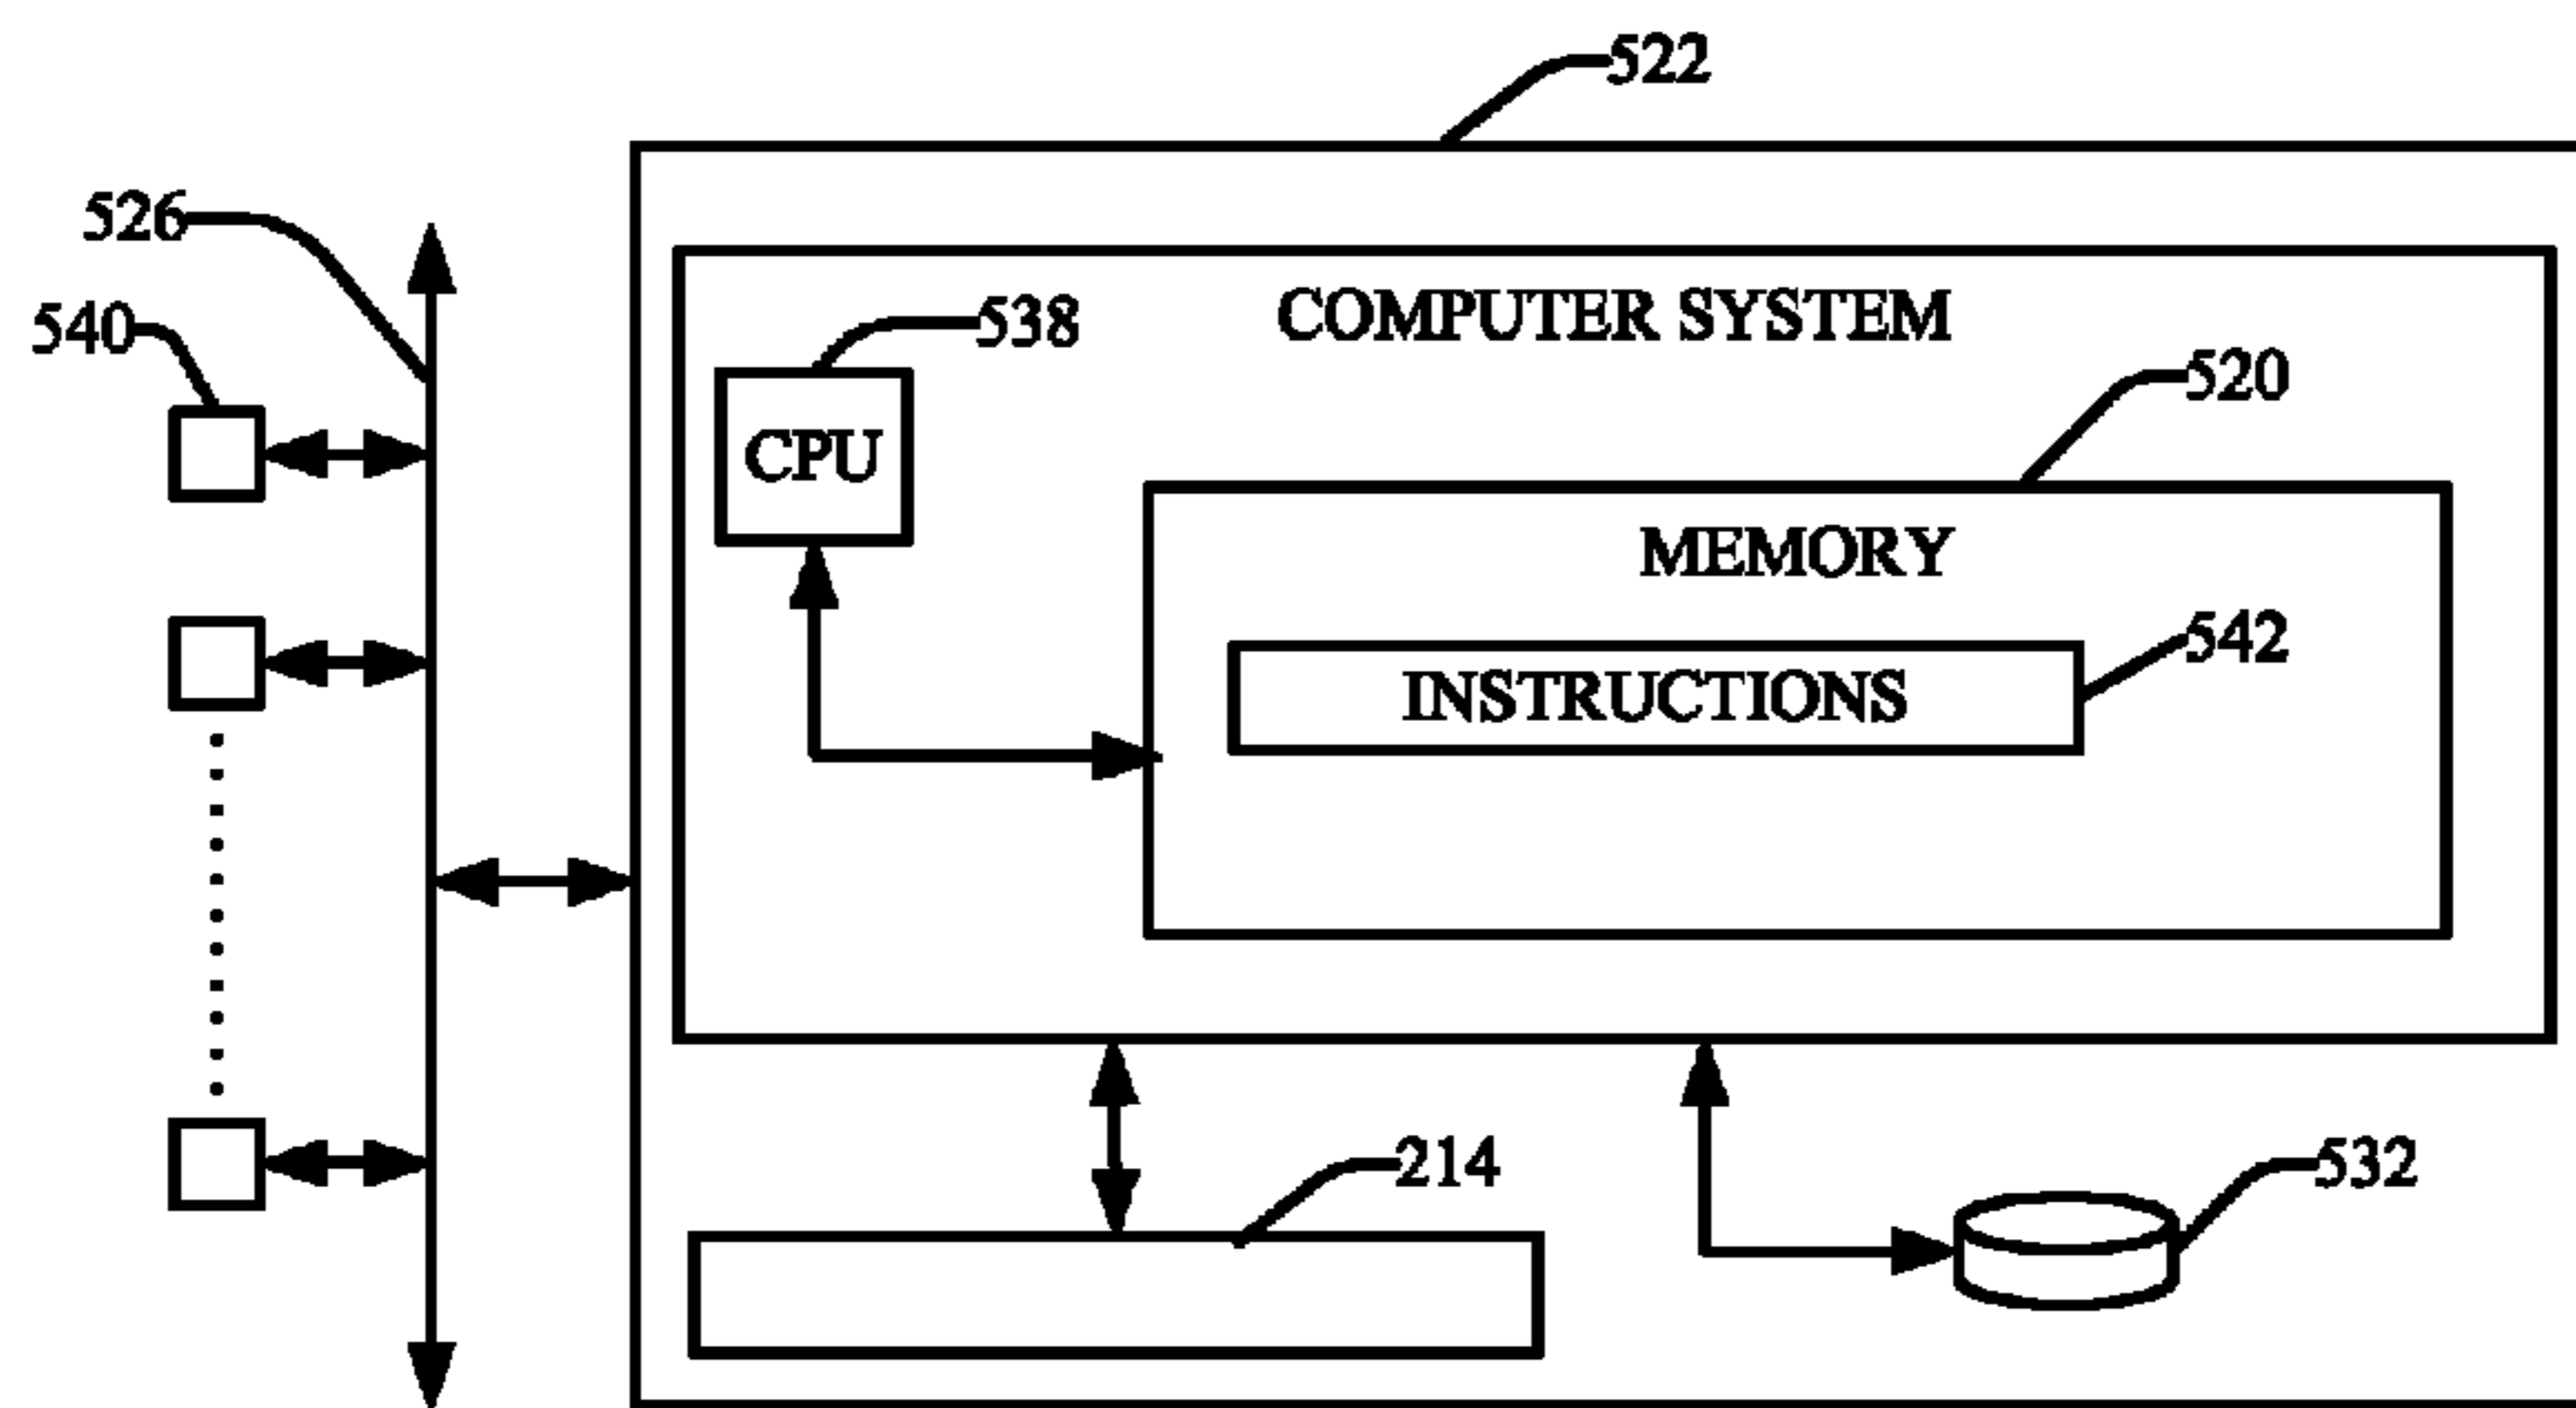 522
526
540
538
COMPUTER SYSTEM
520
CPU
MEMORY
542
INSTRUCTIONS
214
532